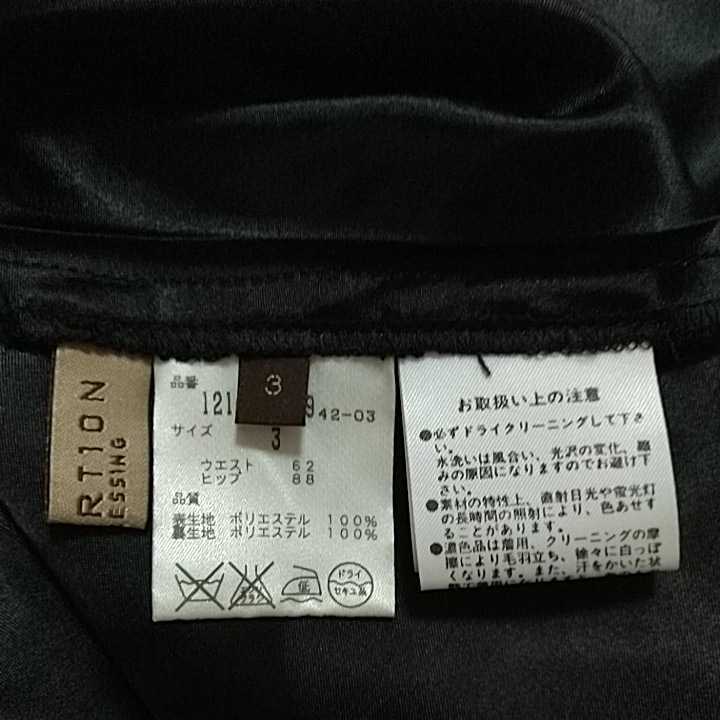 RTION
ESSING
品番
3
121
9
42-03
サイズ
3
ウエスト 62
ヒップ 88
品質
表生地 ポリエステル 100%
裏生地 ポリエステル 100%
低
ドライ
セキユ系
お取扱い上の注意
●必ずドライクリーニングして下さ
い。
水洗いは風合い、光沢の変化、縮
みの原因になりますのでお避け下
さい。
●素材の特性上、直射日光や蛍光灯
の長時間の照射により、色あせす
ることがあります。
●濃色品は着用、クリーニングの摩
擦により毛羽立ち、徐々に白っぽ
くなります。また、汗をかいた状